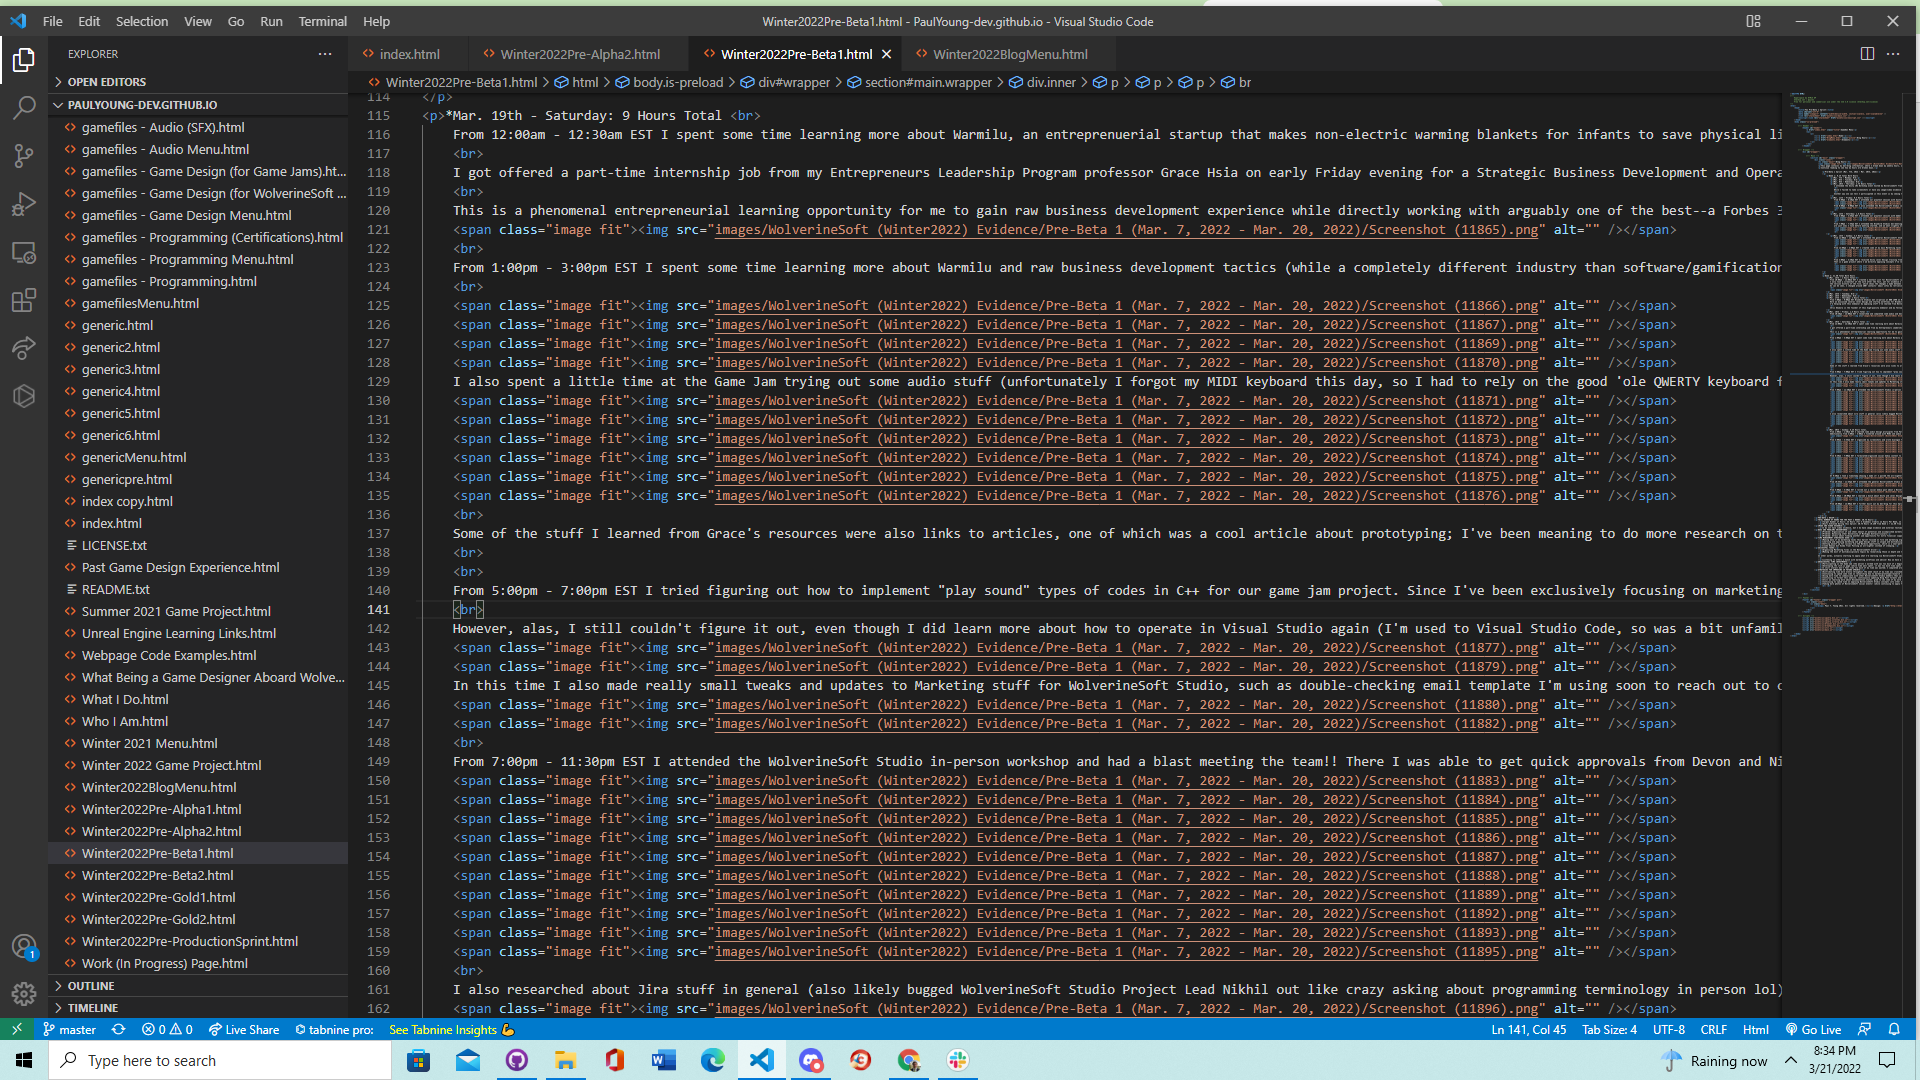 File Edit Selection View Go Run Terminal Help
Winter2022Pre-Beta1.html - PaulYoung-dev.github.io - Visual Studio Code
EXPLORER
OPEN EDITORS
PAULYOUNG-DEV.GITHUB.IO
gamefiles - Audio (SFX).html
gamefiles - Audio Menu.html
gamefiles - Game Design (for Game Jams).ht...
gamefiles - Game Design (for WolverineSoft ...
gamefiles - Game Design Menu.html
gamefiles - Programming (Certifications).html
gamefiles - Programming Menu.html
gamefiles - Programming.html
gamefilesMenu.html
generic.html
generic2.html
generic3.html
generic4.html
generic5.html
generic6.html
genericMenu.html
genericpre.html
index copy.html
index.html
LICENSE.txt
Past Game Design Experience.html
README.txt
Summer 2021 Game Project.html
Unreal Engine Learning Links.html
Webpage Code Examples.html
What Being a Game Designer Aboard Wolve...
What I Do.html
Who I Am.html
Winter 2021 Menu.html
Winter 2022 Game Project.html
Winter2022BlogMenu.html
Winter2022Pre-Alpha1.html
Winter2022Pre-Alpha2.html
Winter2022Pre-Beta1.html
Winter2022Pre-Beta2.html
Winter2022Pre-Gold1.html
Winter2022Pre-Gold2.html
Winter2022Pre-ProductionSprint.html
Work (In Progress) Page.html
OUTLINE
TIMELINE
index.html Winter2022Pre-Alpha2.html Winter2022Pre-Beta1.html Winter2022BlogMenu.html
Winter2022Pre-Beta1.html > html > body.is-preload > div#wrapper > section#main.wrapper > div.inner > p > p > p > br
114 </p>
115 <p>*Mar. 19th - Saturday: 9 Hours Total <br>
116 From 12:00am - 12:30am EST I spent some time learning more about Warmilu, an entreprenuerial startup that makes non-electric warming blankets for infants to save physical li
117 <br>
118 I got offered a part-time internship job from my Entrepreneurs Leadership Program professor Grace Hsia on early Friday evening for a Strategic Business Development and Opera
119 <br>
120 This is a phenomenal entrepreneurial learning opportunity for me to gain raw business development experience while directly working with arguably one of the best--a Forbes 3
121 <span class="image fit"><img src="images/WolverineSoft (Winter2022) Evidence/Pre-Beta 1 (Mar. 7, 2022 - Mar. 20, 2022)/Screenshot (11865).png" alt="" /></span>
122 <br>
123 From 1:00pm - 3:00pm EST I spent some time learning more about Warmilu and raw business development tactics (while a completely different industry than software/gamification
124 <br>
125 <span class="image fit"><img src="images/WolverineSoft (Winter2022) Evidence/Pre-Beta 1 (Mar. 7, 2022 - Mar. 20, 2022)/Screenshot (11866).png" alt="" /></span>
126 <span class="image fit"><img src="images/WolverineSoft (Winter2022) Evidence/Pre-Beta 1 (Mar. 7, 2022 - Mar. 20, 2022)/Screenshot (11867).png" alt="" /></span>
127 <span class="image fit"><img src="images/WolverineSoft (Winter2022) Evidence/Pre-Beta 1 (Mar. 7, 2022 - Mar. 20, 2022)/Screenshot (11869).png" alt="" /></span>
128 <span class="image fit"><img src="images/WolverineSoft (Winter2022) Evidence/Pre-Beta 1 (Mar. 7, 2022 - Mar. 20, 2022)/Screenshot (11870).png" alt="" /></span>
129 I also spent a little time at the Game Jam trying out some audio stuff (unfortunately I forgot my MIDI keyboard this day, so I had to rely on the good 'ole QWERTY keyboard f
130 <span class="image fit"><img src="images/WolverineSoft (Winter2022) Evidence/Pre-Beta 1 (Mar. 7, 2022 - Mar. 20, 2022)/Screenshot (11871).png" alt="" /></span>
131 <span class="image fit"><img src="images/WolverineSoft (Winter2022) Evidence/Pre-Beta 1 (Mar. 7, 2022 - Mar. 20, 2022)/Screenshot (11872).png" alt="" /></span>
132 <span class="image fit"><img src="images/WolverineSoft (Winter2022) Evidence/Pre-Beta 1 (Mar. 7, 2022 - Mar. 20, 2022)/Screenshot (11873).png" alt="" /></span>
133 <span class="image fit"><img src="images/WolverineSoft (Winter2022) Evidence/Pre-Beta 1 (Mar. 7, 2022 - Mar. 20, 2022)/Screenshot (11874).png" alt="" /></span>
134 <span class="image fit"><img src="images/WolverineSoft (Winter2022) Evidence/Pre-Beta 1 (Mar. 7, 2022 - Mar. 20, 2022)/Screenshot (11875).png" alt="" /></span>
135 <span class="image fit"><img src="images/WolverineSoft (Winter2022) Evidence/Pre-Beta 1 (Mar. 7, 2022 - Mar. 20, 2022)/Screenshot (11876).png" alt="" /></span>
136 <br>
137 Some of the stuff I learned from Grace's resources were also links to articles, one of which was a cool article about prototyping; I've been meaning to do more research on t
138 <br>
139 <br>
140 From 5:00pm - 7:00pm EST I tried figuring out how to implement "play sound" types of codes in C++ for our game jam project. Since I've been exclusively focusing on marketing
141 <br>
142 However, alas, I still couldn't figure it out, even though I did learn more about how to operate in Visual Studio again (I'm used to Visual Studio Code, so was a bit unfamil
143 <span class="image fit"><img src="images/WolverineSoft (Winter2022) Evidence/Pre-Beta 1 (Mar. 7, 2022 - Mar. 20, 2022)/Screenshot (11877).png" alt="" /></span>
144 <span class="image fit"><img src="images/WolverineSoft (Winter2022) Evidence/Pre-Beta 1 (Mar. 7, 2022 - Mar. 20, 2022)/Screenshot (11879).png" alt="" /></span>
145 In this time I also made really small tweaks and updates to Marketing stuff for WolverineSoft Studio, such as double-checking email template I'm using soon to reach out to c
146 <span class="image fit"><img src="images/WolverineSoft (Winter2022) Evidence/Pre-Beta 1 (Mar. 7, 2022 - Mar. 20, 2022)/Screenshot (11880).png" alt="" /></span>
147 <span class="image fit"><img src="images/WolverineSoft (Winter2022) Evidence/Pre-Beta 1 (Mar. 7, 2022 - Mar. 20, 2022)/Screenshot (11882).png" alt="" /></span>
148 <br>
149 From 7:00pm - 11:30pm EST I attended the WolverineSoft Studio in-person workshop and had a blast meeting the team!! There I was able to get quick approvals from Devon and Ni
150 <span class="image fit"><img src="images/WolverineSoft (Winter2022) Evidence/Pre-Beta 1 (Mar. 7, 2022 - Mar. 20, 2022)/Screenshot (11883).png" alt="" /></span>
151 <span class="image fit"><img src="images/WolverineSoft (Winter2022) Evidence/Pre-Beta 1 (Mar. 7, 2022 - Mar. 20, 2022)/Screenshot (11884).png" alt="" /></span>
152 <span class="image fit"><img src="images/WolverineSoft (Winter2022) Evidence/Pre-Beta 1 (Mar. 7, 2022 - Mar. 20, 2022)/Screenshot (11885).png" alt="" /></span>
153 <span class="image fit"><img src="images/WolverineSoft (Winter2022) Evidence/Pre-Beta 1 (Mar. 7, 2022 - Mar. 20, 2022)/Screenshot (11886).png" alt="" /></span>
154 <span class="image fit"><img src="images/WolverineSoft (Winter2022) Evidence/Pre-Beta 1 (Mar. 7, 2022 - Mar. 20, 2022)/Screenshot (11887).png" alt="" /></span>
155 <span class="image fit"><img src="images/WolverineSoft (Winter2022) Evidence/Pre-Beta 1 (Mar. 7, 2022 - Mar. 20, 2022)/Screenshot (11888).png" alt="" /></span>
156 <span class="image fit"><img src="images/WolverineSoft (Winter2022) Evidence/Pre-Beta 1 (Mar. 7, 2022 - Mar. 20, 2022)/Screenshot (11889).png" alt="" /></span>
157 <span class="image fit"><img src="images/WolverineSoft (Winter2022) Evidence/Pre-Beta 1 (Mar. 7, 2022 - Mar. 20, 2022)/Screenshot (11892).png" alt="" /></span>
158 <span class="image fit"><img src="images/WolverineSoft (Winter2022) Evidence/Pre-Beta 1 (Mar. 7, 2022 - Mar. 20, 2022)/Screenshot (11893).png" alt="" /></span>
159 <span class="image fit"><img src="images/WolverineSoft (Winter2022) Evidence/Pre-Beta 1 (Mar. 7, 2022 - Mar. 20, 2022)/Screenshot (11895).png" alt="" /></span>
160 <br>
161 I also researched about Jira stuff in general (also likely bugged WolverineSoft Studio Project Lead Nikhil out like crazy asking about programming terminology in person lol)
162 <span class="image fit"><img src="images/WolverineSoft (Winter2022) Evidence/Pre-Beta 1 (Mar. 7, 2022 - Mar. 20, 2022)/Screenshot (11896).png" alt="" /></span>
1
master 0 0 Live Share tabnine pro: See Tabnine Insights Ln 141, Col 45 Tab Size: 4 UTF-8 CRLF Html Go Live
Type here to search
Raining now
8:34 PM
3/21/2022